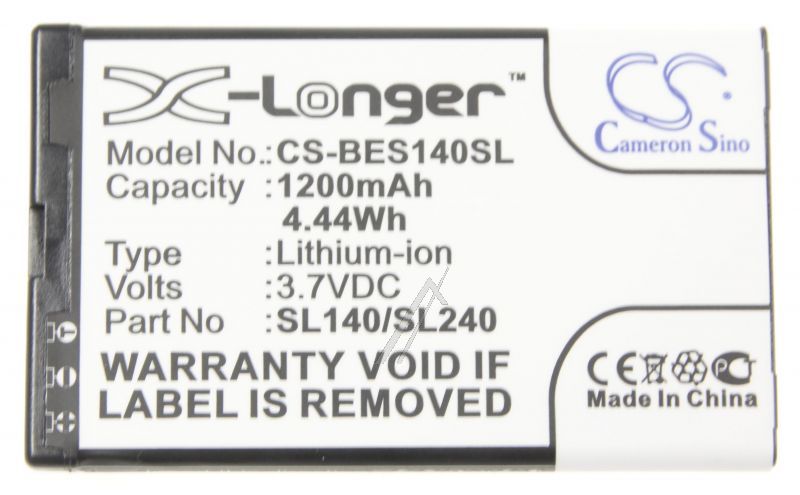 X-Longer™
CS
Cameron Sino
Model No.: CS-BES140SL
Capacity : 1200mAh
4.44Wh
Type : Lithium-ion
Volts : 3.7VDC
Part No : SL140/SL240
WARRANTY VOID IF
LABEL IS REMOVED
CE PC
Made In China